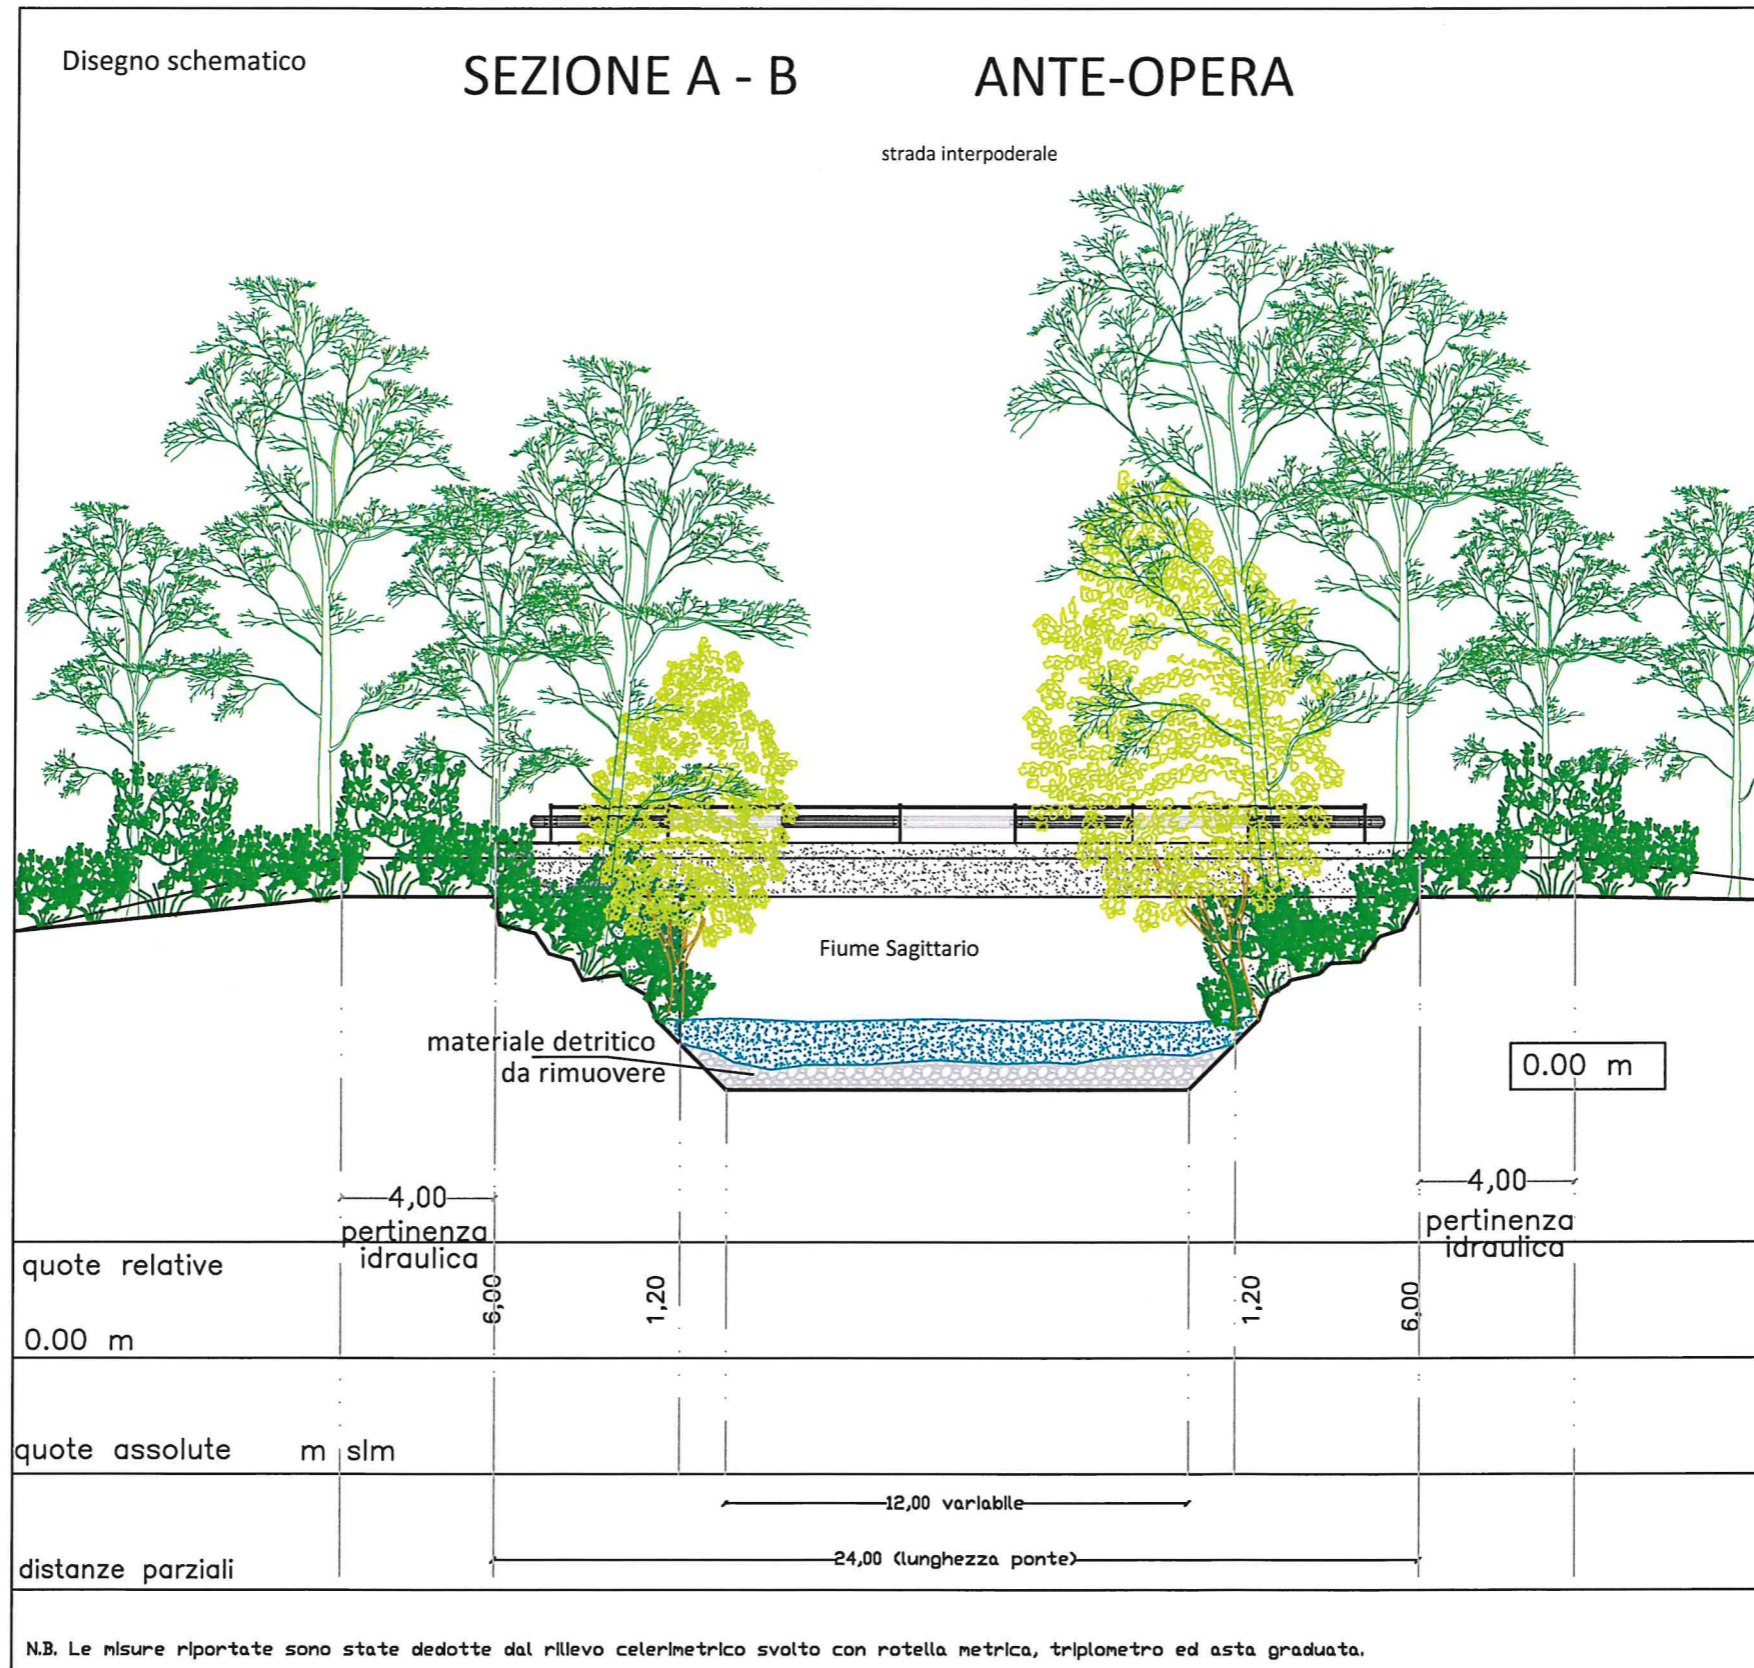 Disegno schematico
SEZIONE A - B
ANTE-OPERA
strada interpoderale
Fiume Sagittario
materiale detritico
da rimuovere
0.00 m
4,00
pertinenza
idraulica
4,00
pertinenza
idraulica
quote relative
6,00
1,20
1,20
6,00
0.00 m
quote assolute m slm
12,00 variabile
24,00 (lunghezza ponte)
distanze parziali
N.B. Le misure riportate sono state dedotte dal rilievo celerimetrico svolto con rotella metrica, triplometro ed asta graduata.